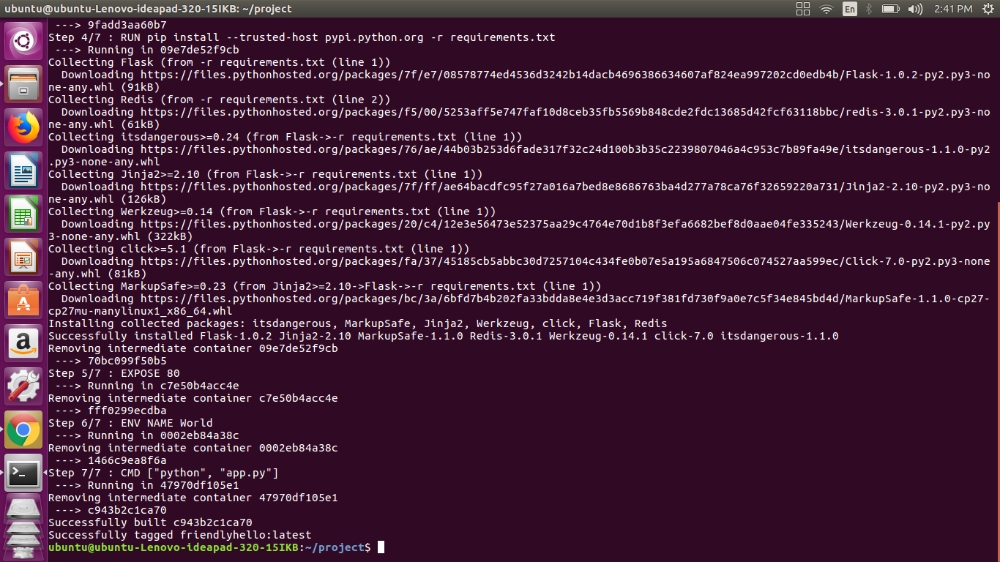 ubuntu@ubuntu-Lenovo-ideapad-320-15IKB: ~/project
En
2:41 PM
---> 9fadd3aa60b7
Step 4/7 : RUN pip install --trusted-host pypi.python.org -r requirements.txt
---> Running in 09e7de52f9cb
Collecting Flask (from -r requirements.txt (line 1))
Downloading https://files.pythonhosted.org/packages/7f/e7/08578774ed4536d3242b14dacb4696386634607af824ea997202cd0edb4b/Flask-1.0.2-py2.py3-no
ne-any.whl (91kB)
Collecting Redis (from -r requirements.txt (line 2))
Downloading https://files.pythonhosted.org/packages/f5/00/5253aff5e747faf10d8ceb35fb5569b848cde2fdc13685d42fcf63118bbc/redis-3.0.1-py2.py3-no
ne-any.whl (61kB)
Collecting itsdangerous>=0.24 (from Flask->-r requirements.txt (line 1))
Downloading https://files.pythonhosted.org/packages/76/ae/44b03b253d6fade317f32c24d100b3b35c2239807046a4c953c7b89fa49e/itsdangerous-1.1.0-py2
.py3-none-any.whl
Collecting Jinja2>=2.10 (from Flask->-r requirements.txt (line 1))
Downloading https://files.pythonhosted.org/packages/7f/ff/ae64bacdfc95f27a016a7bed8e8686763ba4d277a78ca76f32659220a731/Jinja2-2.10-py2.py3-no
ne-any.whl (126kB)
Collecting Werkzeug>=0.14 (from Flask->-r requirements.txt (line 1))
Downloading https://files.pythonhosted.org/packages/20/c4/12e3e56473e52375aa29c4764e70d1b8f3efa6682bef8d0aae04fe335243/Werkzeug-0.14.1-py2.py
3-none-any.whl (322kB)
Collecting click>=5.1 (from Flask->-r requirements.txt (line 1))
Downloading https://files.pythonhosted.org/packages/fa/37/45185cb5abbc30d7257104c434fe0b07e5a195a6847506c074527aa599ec/Click-7.0-py2.py3-none
-any.whl (81kB)
Collecting MarkupSafe>=0.23 (from Jinja2>=2.10->Flask->-r requirements.txt (line 1))
Downloading https://files.pythonhosted.org/packages/bc/3a/6bfd7b4b202fa33bdda8e4e3d3acc719f381fd730f9a0e7c5f34e845bd4d/MarkupSafe-1.1.0-cp27-
cp27mu-manylinux1_x86_64.whl
Installing collected packages: itsdangerous, MarkupSafe, Jinja2, Werkzeug, click, Flask, Redis
Successfully installed Flask-1.0.2 Jinja2-2.10 MarkupSafe-1.1.0 Redis-3.0.1 Werkzeug-0.14.1 click-7.0 itsdangerous-1.1.0
Removing intermediate container 09e7de52f9cb
---> 70bc099f50b5
Step 5/7 : EXPOSE 80
---> Running in c7e50b4acc4e
Removing intermediate container c7e50b4acc4e
---> fff0299ecdba
Step 6/7 : ENV NAME World
---> Running in 0002eb84a38c
Removing intermediate container 0002eb84a38c
---> 1466c9ea8f6a
Step 7/7 : CMD ["python", "app.py"]
---> Running in 47970df105e1
Removing intermediate container 47970df105e1
---> c943b2c1ca70
Successfully built c943b2c1ca70
Successfully tagged friendlyhello:latest
ubuntu@ubuntu-Lenovo-ideapad-320-15IKB:~/project$